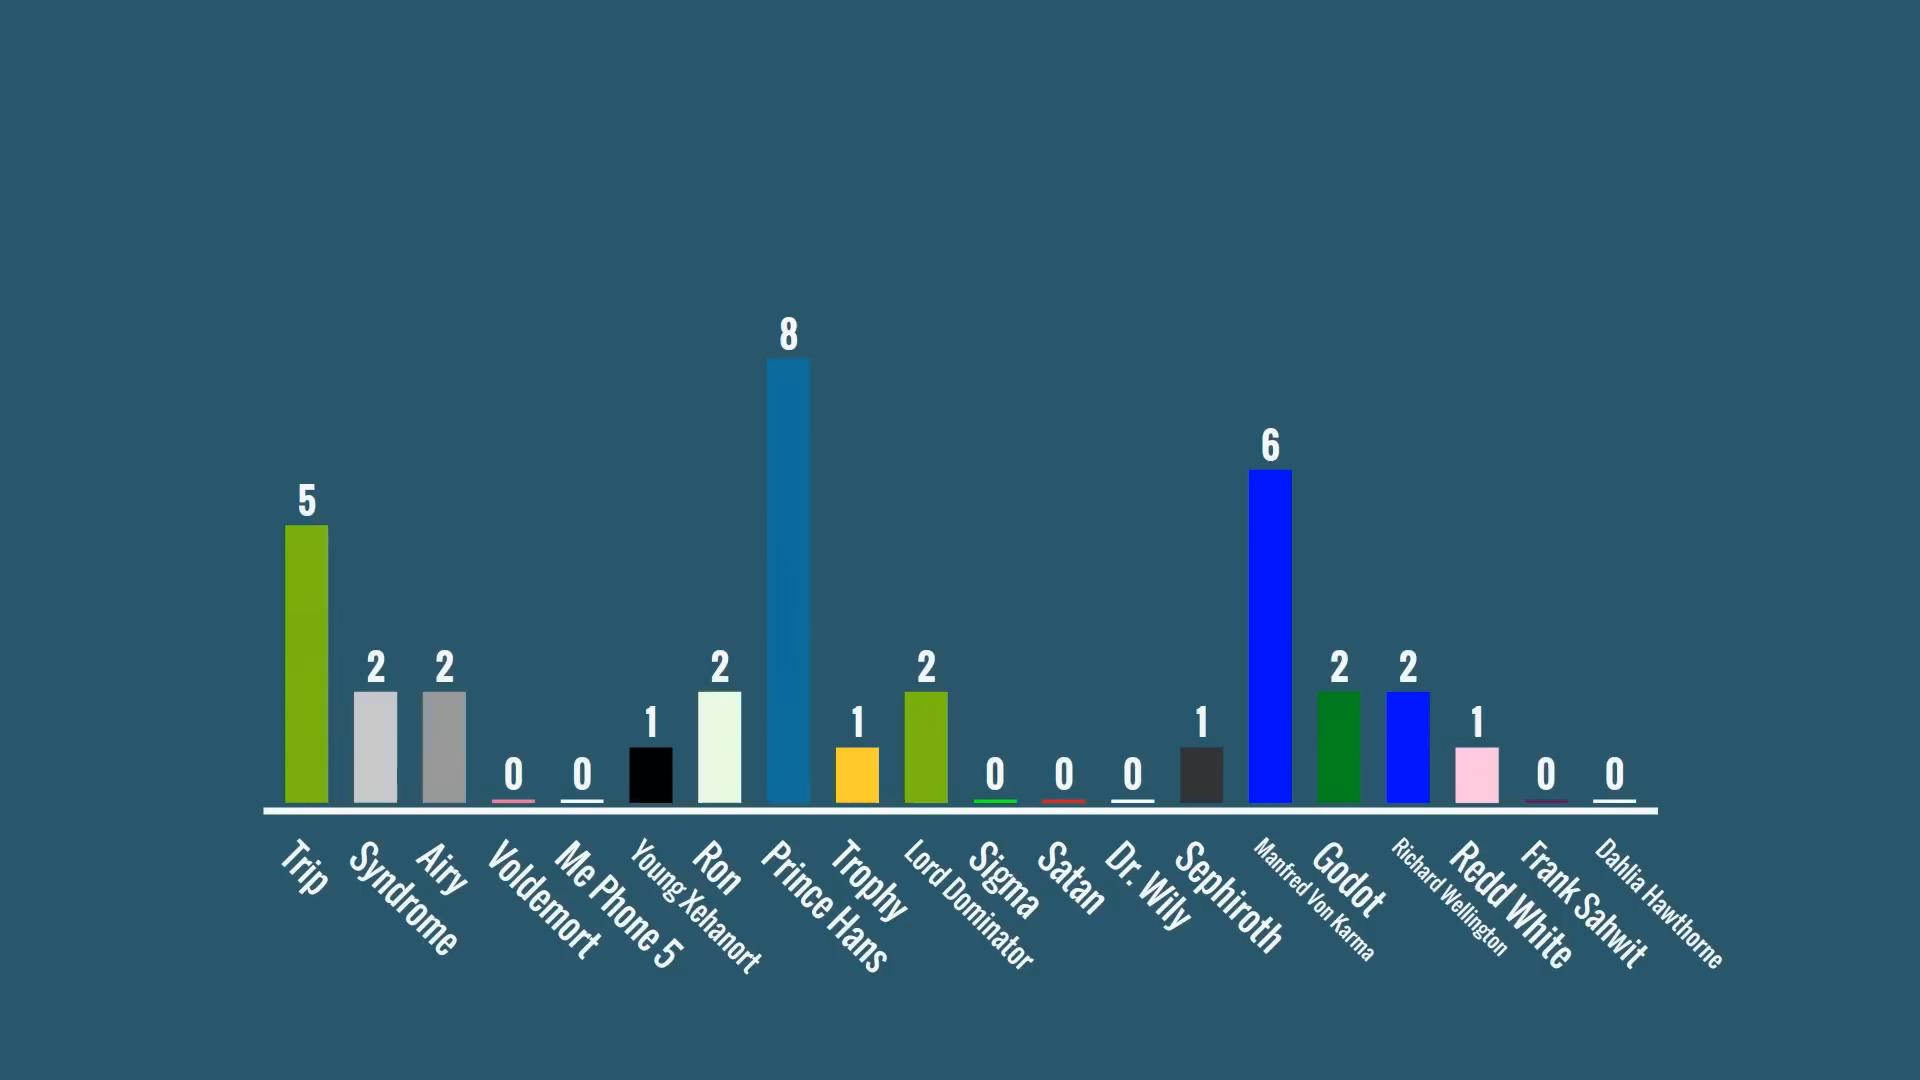 5
2
2
0
0
1
2
8
1
2
0
0
0
1
6
2
2
1
0
0
Trip
Syndrome
Airy
Voldemort
Me Phone 5
Young Xehanort
Ron
Prince Hans
Trophy
Lord Dominator
Sigma
Satan
Dr. Wily
Sephiroth
Manfred Von Karma
Godot
Richard Wellington
Redd White
Frank Sahwit
Dahlia Hawthorne